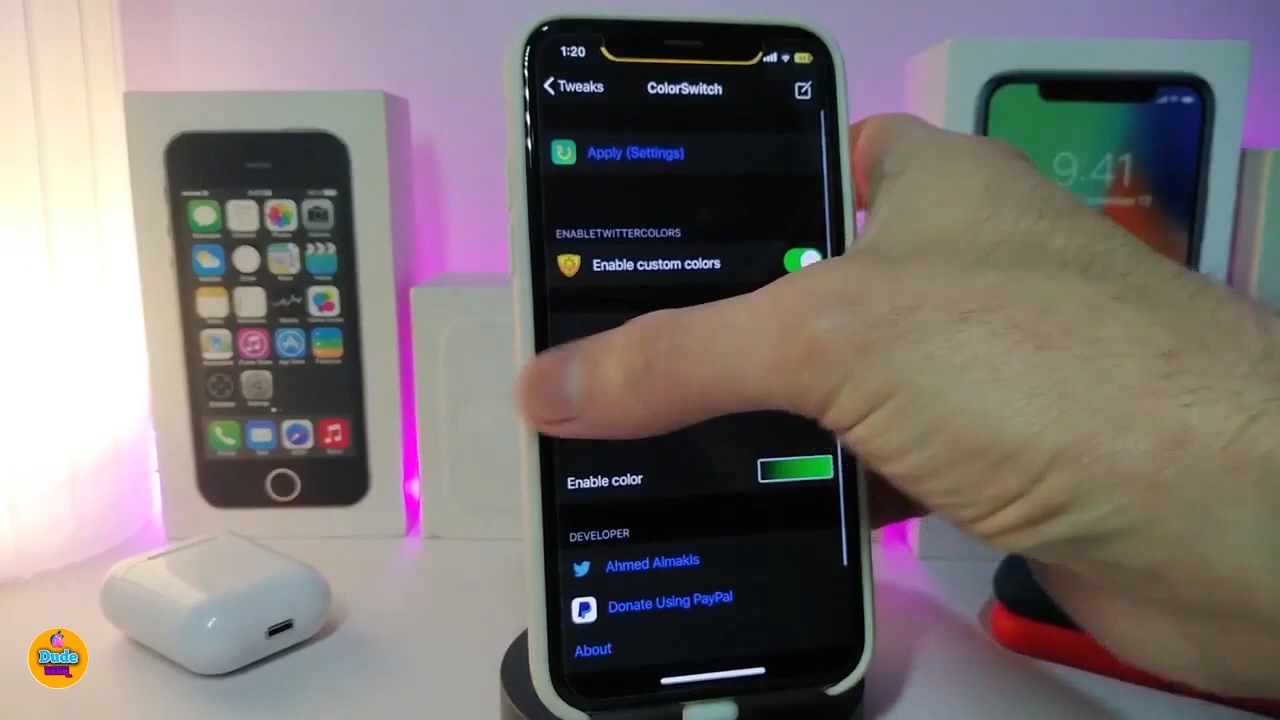 1:20
Tweaks
ColorSwitch
Apply (Settings)
ENABLETWITTERCOLORS
Enable custom colors
Enable color
DEVELOPER
Ahmed Almakls
Donate Using PayPal
About
9:41
Dude